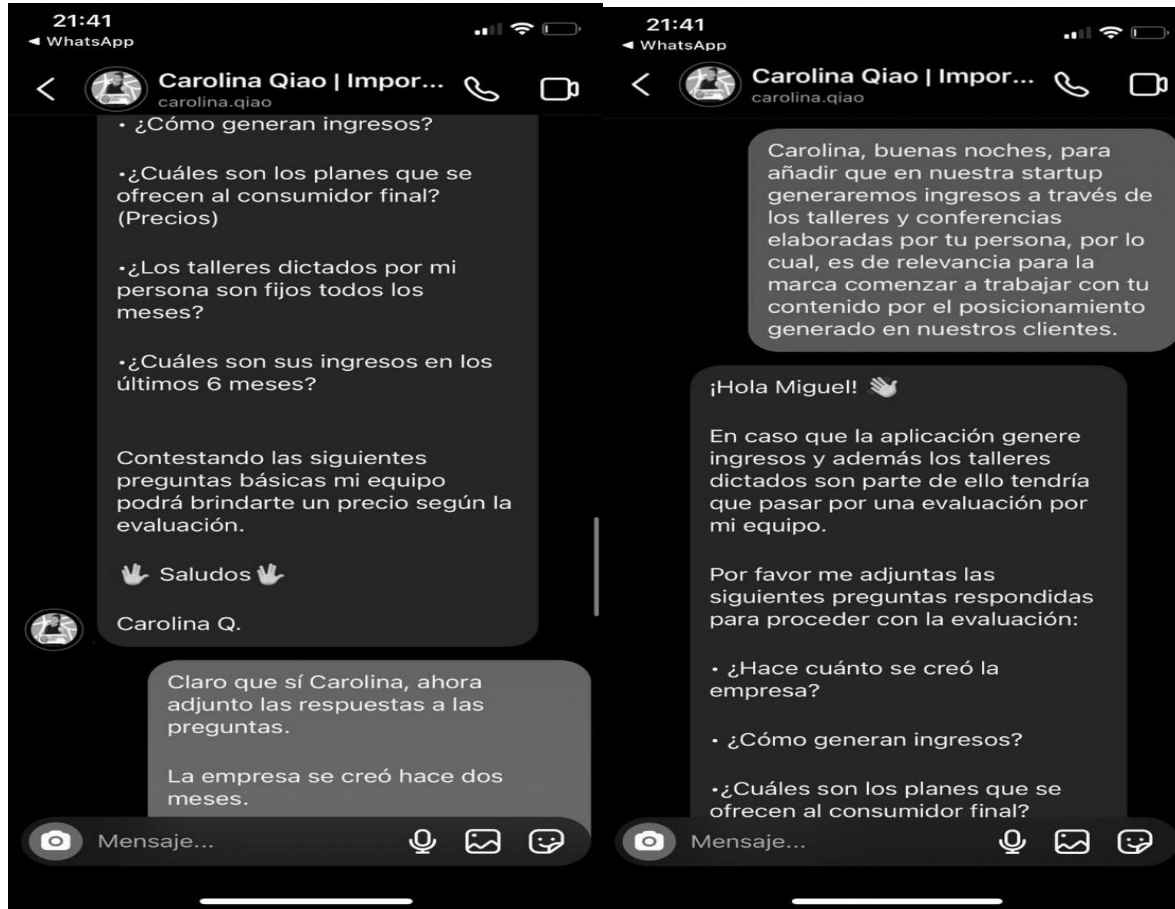 21:41
◄ WhatsApp
Carolina Qiao | Impor...
carolina.qiao
• ¿Cómo generan ingresos?
•¿Cuáles son los planes que se
ofrecen al consumidor final?
(Precios)
•¿Los talleres dictados por mi
persona son fijos todos los
meses?
•¿Cuáles son sus ingresos en los
últimos 6 meses?
Contestando las siguientes
preguntas básicas mi equipo
podrá brindarte un precio según la
evaluación.
🖖 Saludos🖖
Carolina Q.
Claro que sí Carolina, ahora
adjunto las respuestas a las
preguntas.
La empresa se creó hace dos
meses.
Mensaje...
21:41
◄ WhatsApp
Carolina Qiao | Impor...
carolina.qiao
Carolina, buenas noches, para
añadir que en nuestra startup
generaremos ingresos a través de
los talleres y conferencias
elaboradas por tu persona, por lo
cual, es de relevancia para la
marca comenzar a trabajar con tu
contenido por el posicionamiento
generado en nuestros clientes.
¡Hola Miguel! 👋
En caso que la aplicación genere
ingresos y además los talleres
dictados son parte de ello tendría
que pasar por una evaluación por
mi equipo.
Por favor me adjuntas las
siguientes preguntas respondidas
para proceder con la evaluación:
• ¿Hace cuánto se creó la
empresa?
• ¿Cómo generan ingresos?
•¿Cuáles son los planes que se
ofrecen al consumidor final?
Mensaje...